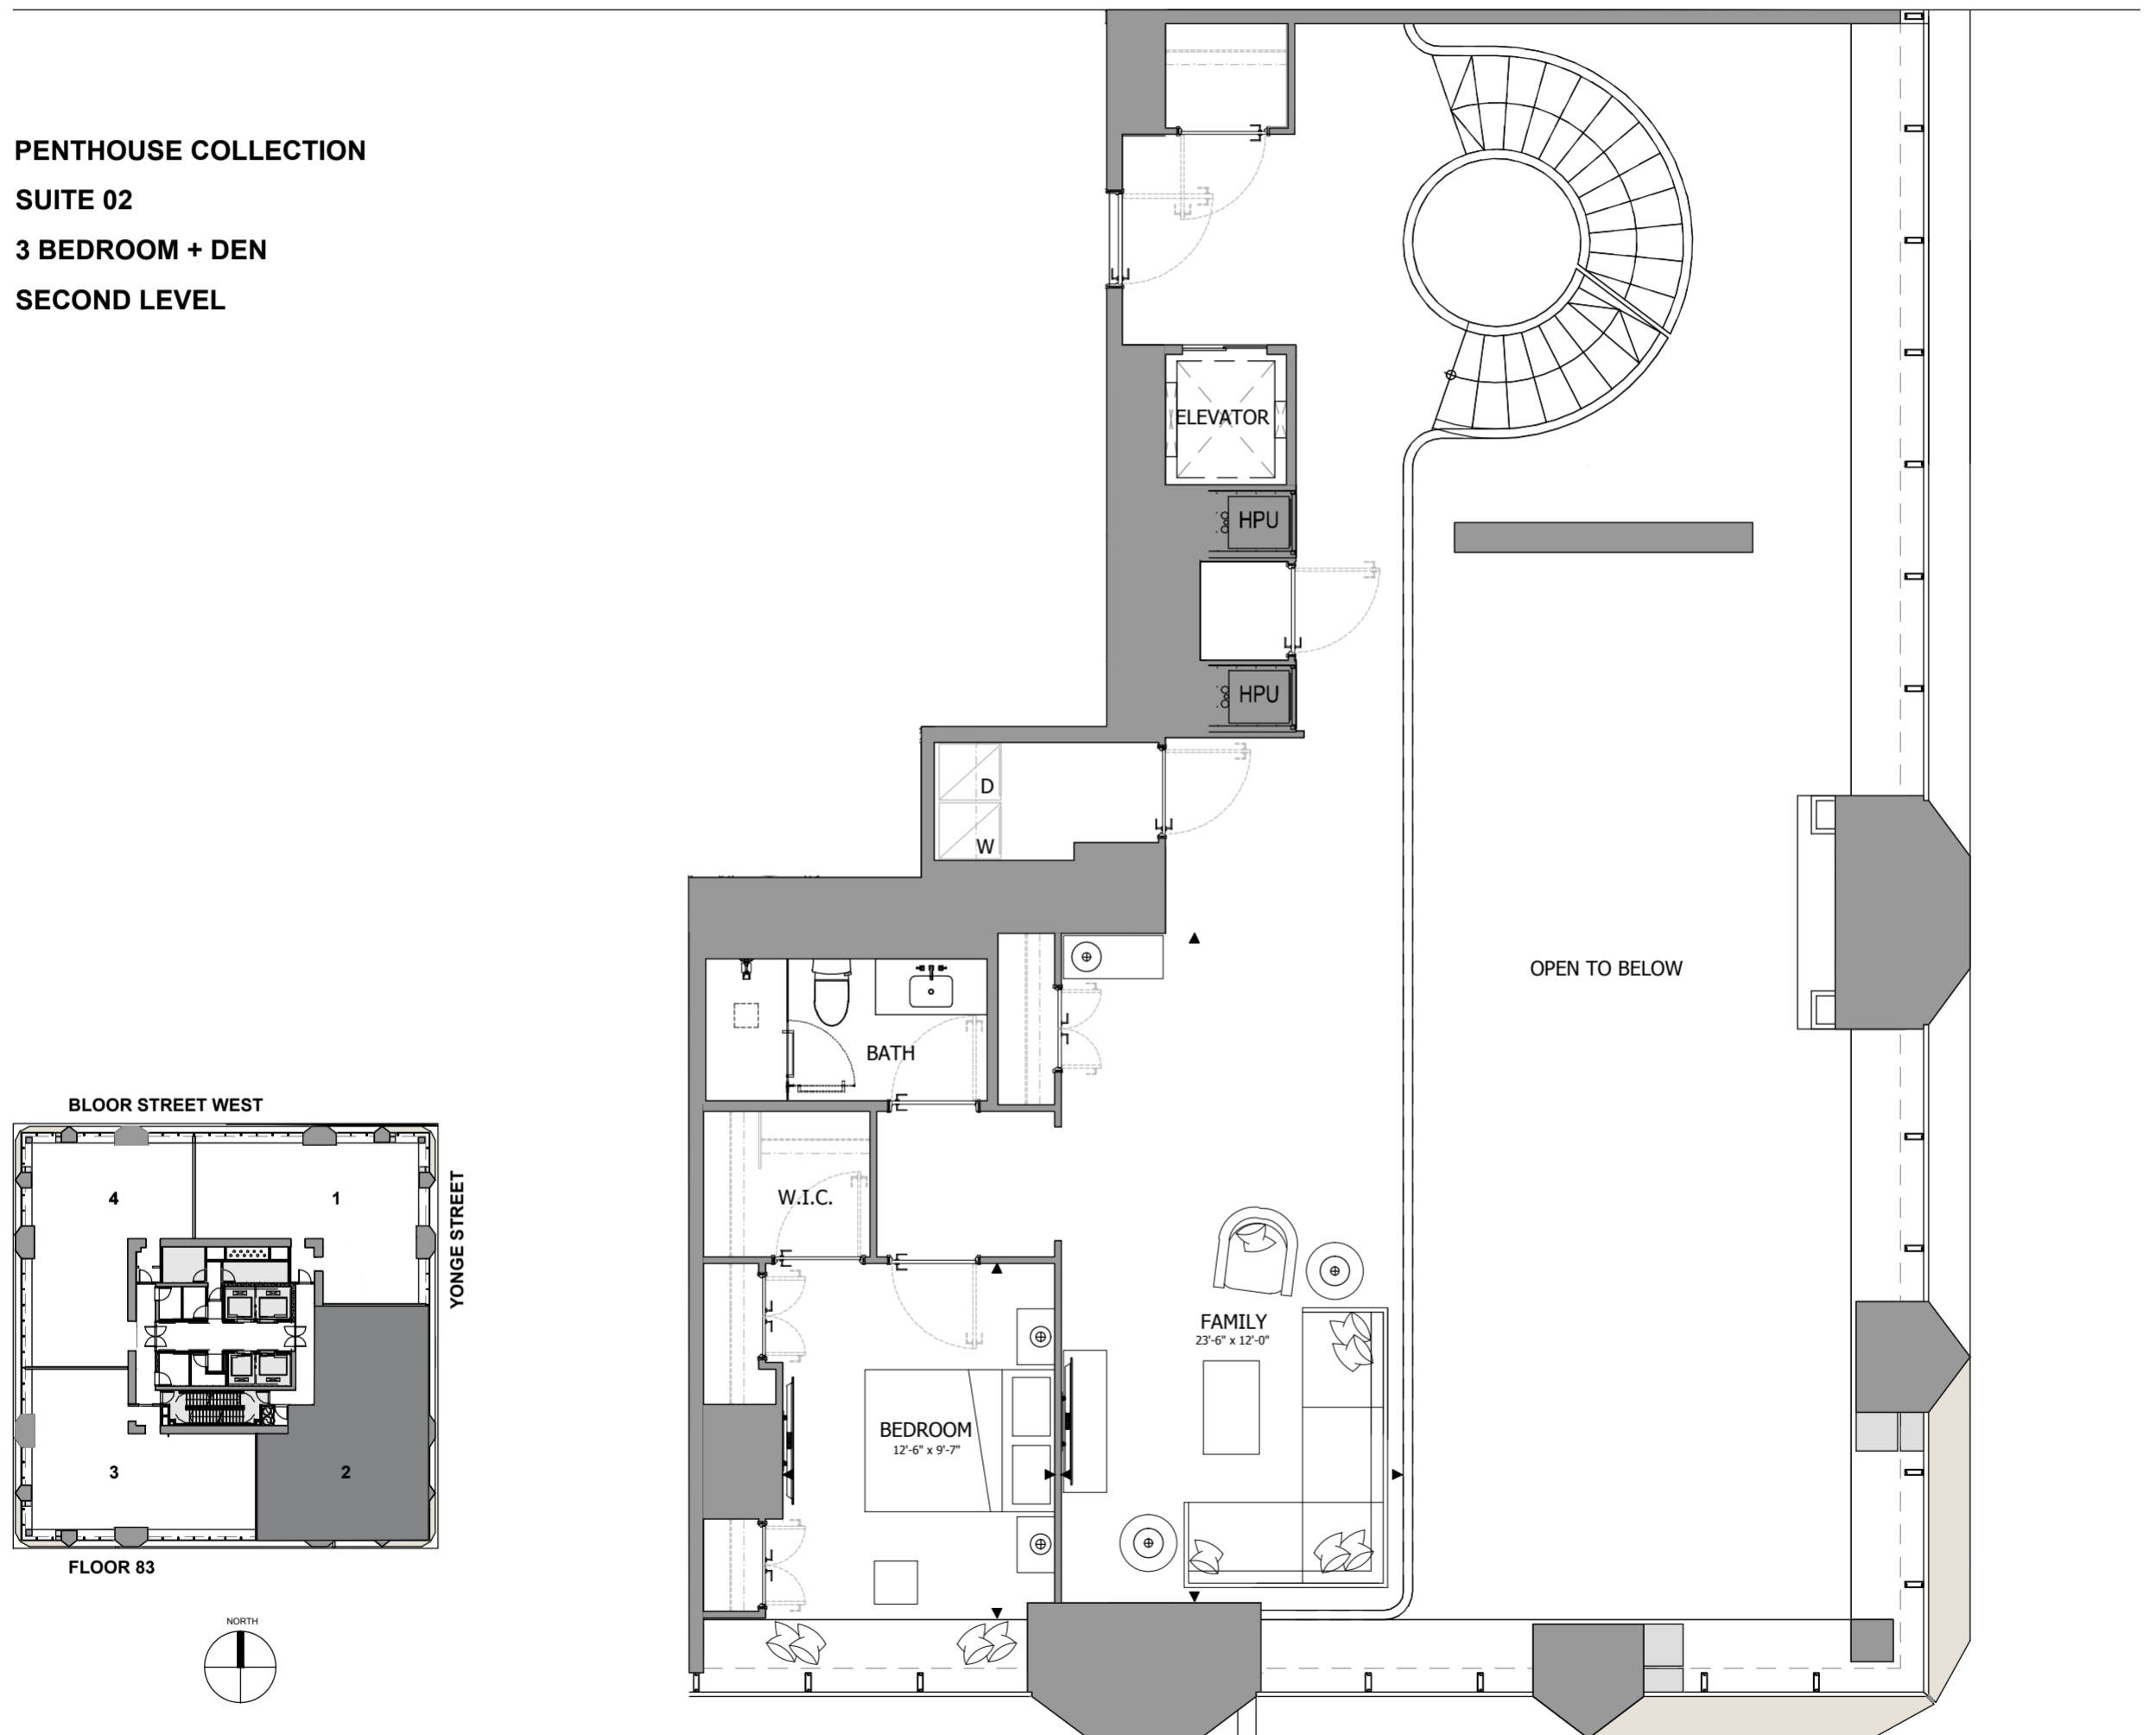 PENTHOUSE COLLECTION
SUITE 02
3 BEDROOM + DEN
SECOND LEVEL
ELEVATOR
HPU
HPU
D
W
OPEN TO BELOW
BATH
W.I.C.
FAMILY
23'-6" x 12'-0"
BEDROOM
12'-6" x 9'-7"
BLOOR STREET WEST
YONGE STREET
4
1
3
2
FLOOR 83
NORTH